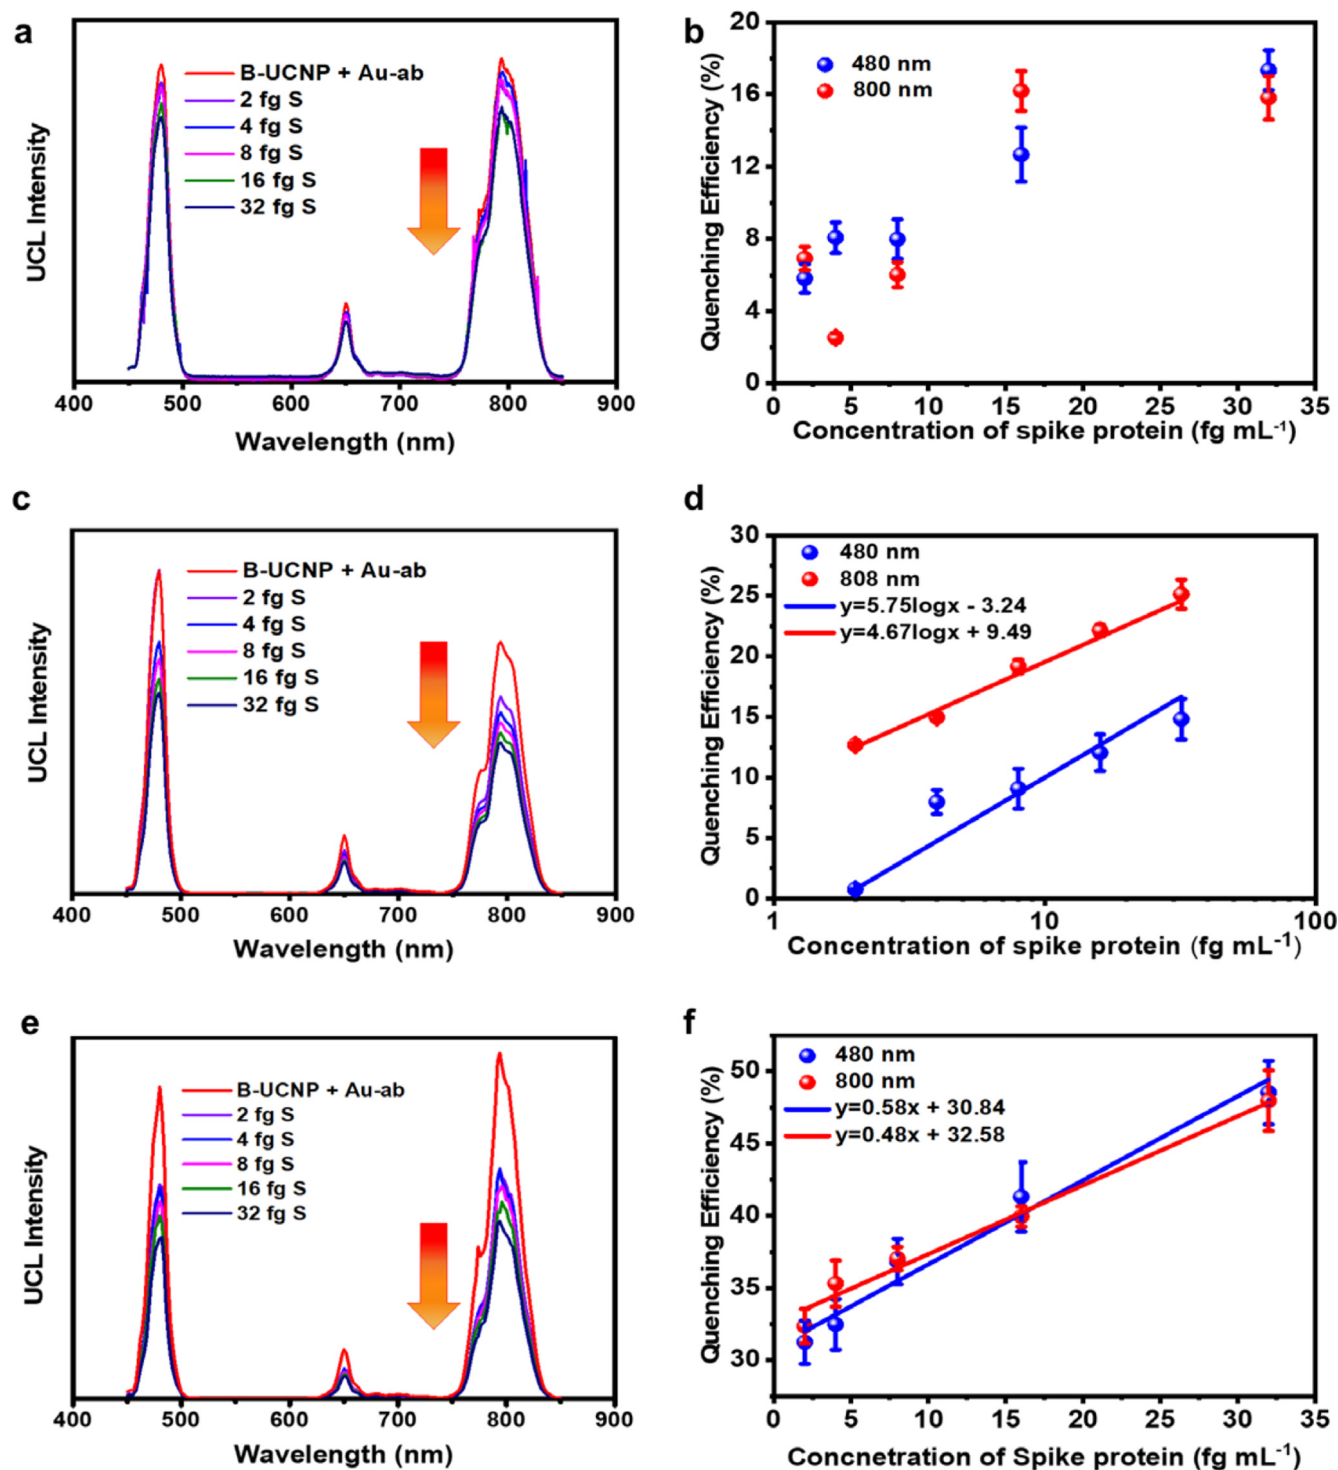 a
UCL Intensity
B-UCNP + Au-ab
2 fg S
4 fg S
8 fg S
16 fg S
32 fg S
400 500 600 700 800 900
Wavelength (nm)
b
Quenching Efficiency (%)
20
16
12
8
4
0
480 nm
800 nm
0 5 10 15 20 25 30 35
Concentration of spike protein (fg mL-1)
c
UCL Intensity
B-UCNP + Au-ab
2 fg S
4 fg S
8 fg S
16 fg S
32 fg S
400 500 600 700 800 900
Wavelength (nm)
d
Quenching Efficiency (%)
30
25
20
15
10
5
0
480 nm
808 nm
y=5.75logx - 3.24
y=4.67logx + 9.49
1 10 100
Concentration of spike protein (fg mL-1)
e
UCL Intensity
B-UCNP + Au-ab
2 fg S
4 fg S
8 fg S
16 fg S
32 fg S
400 500 600 700 800 900
Wavelength (nm)
f
Quenching Efficiency (%)
50
45
40
35
30
480 nm
800 nm
y=0.58x + 30.84
y=0.48x + 32.58
0 5 10 15 20 25 30 35
Concnetration of Spike protein (fg mL-1)